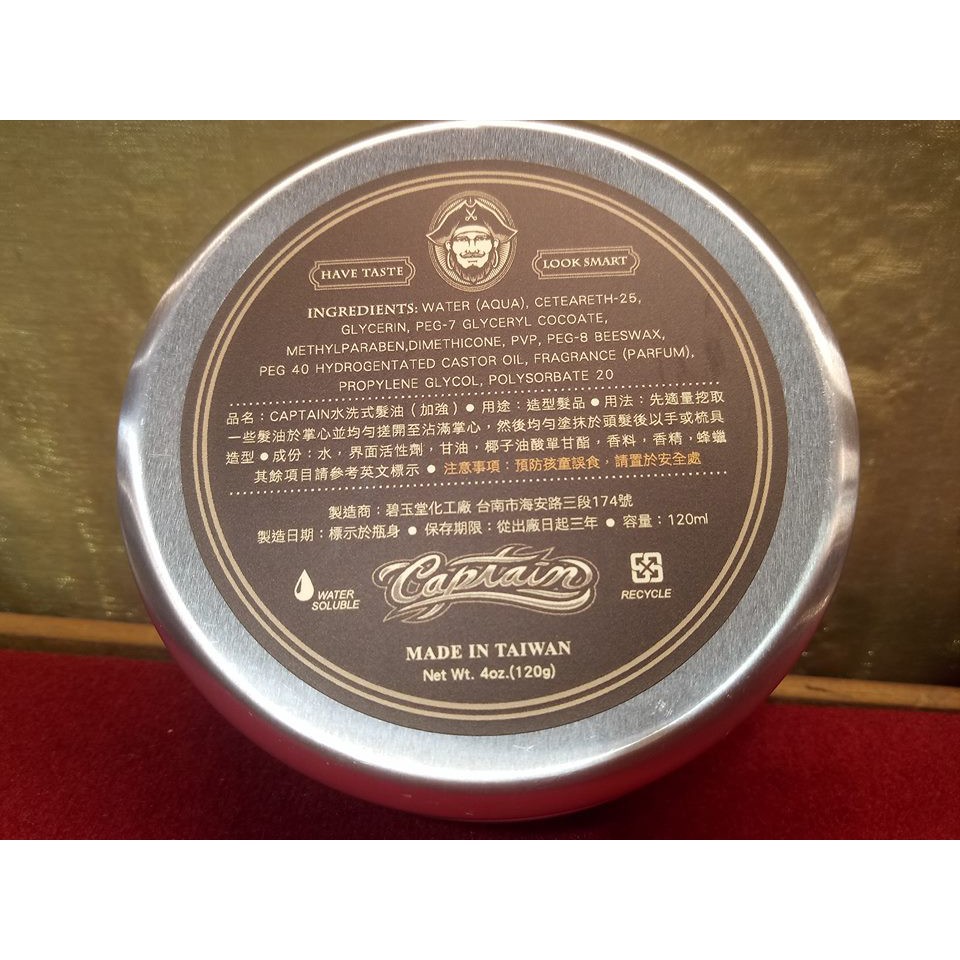 HAVE TASTE
LOOK SMART
INGREDIENTS: WATER (AQUA), CETEARETH-25,
GLYCERIN, PEG-7 GLYCERYL COCOATE,
METHYLPARABEN,DIMETHICONE, PVP, PEG-8 BEESWAX,
PEG 40 HYDROGENTATED CASTOR OIL, FRAGRANCE (PARFUM),
PROPYLENE GLYCOL, POLYSORBATE 20
品名：CAPTAIN水洗式髮油（加強）● 用途：造型髮品 ● 用法：先適量挖取
一些髮油於掌心並均勻搓開至沾滿掌心，然後均勻塗抹於頭髮後以手或梳具
造型 ● 成份：水，界面活性劑，甘油，椰子油酸單甘酯，香料，香精，蜂蠟
其餘項目請參考英文標示 ● 注意事項：預防孩童誤食，請置於安全處
製造商：碧玉堂化工廠 台南市海安路三段174號
製造日期：標示於瓶身 ● 保存期限：從出廠日起三年 ● 容量：120ml
WATER
SOLUBLE
Captain
RECYCLE
MADE IN TAIWAN
Net Wt. 4oz.(120g)